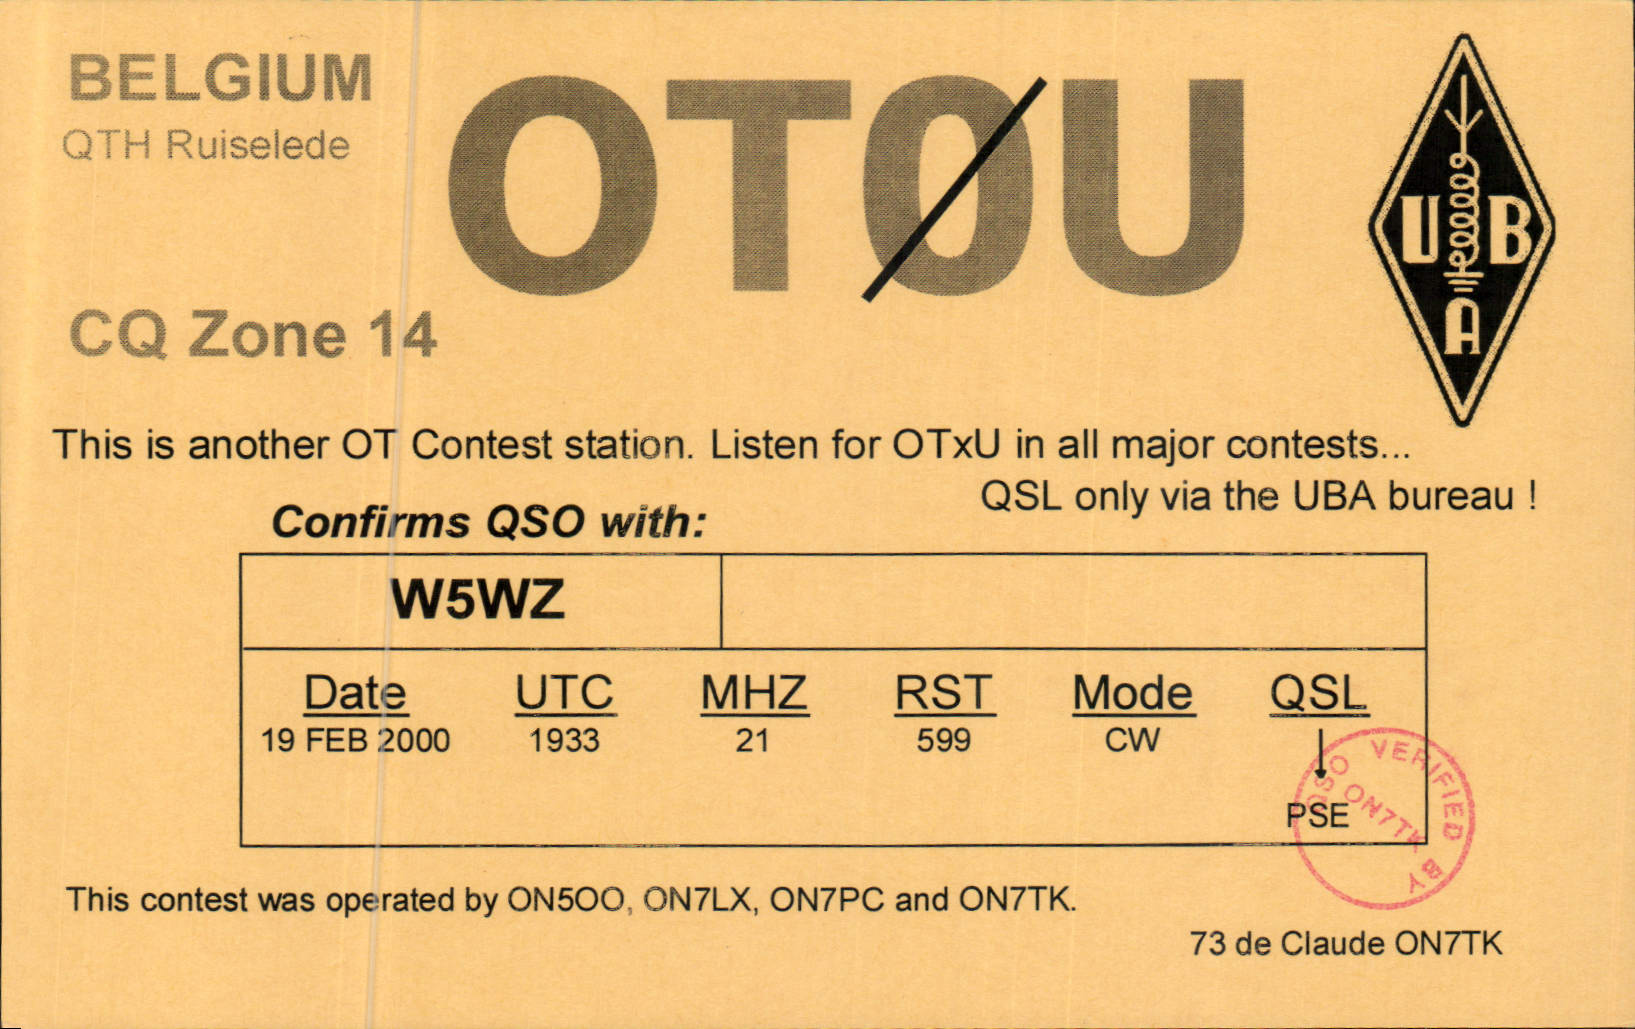 BELGIUM
QTH Ruiselede
OTØU
CQ Zone 14
U B
A
This is another OT Contest station. Listen for OTxU in all major contests...
QSL only via the UBA bureau !
Confirms QSO with:
W5WZ
Date UTC MHZ RST Mode QSL
19 FEB 2000 1933 21 599 CW
PSE
QSO VERIFIED BY
ON7TK
This contest was operated by ON5OO, ON7LX, ON7PC and ON7TK.
73 de Claude ON7TK